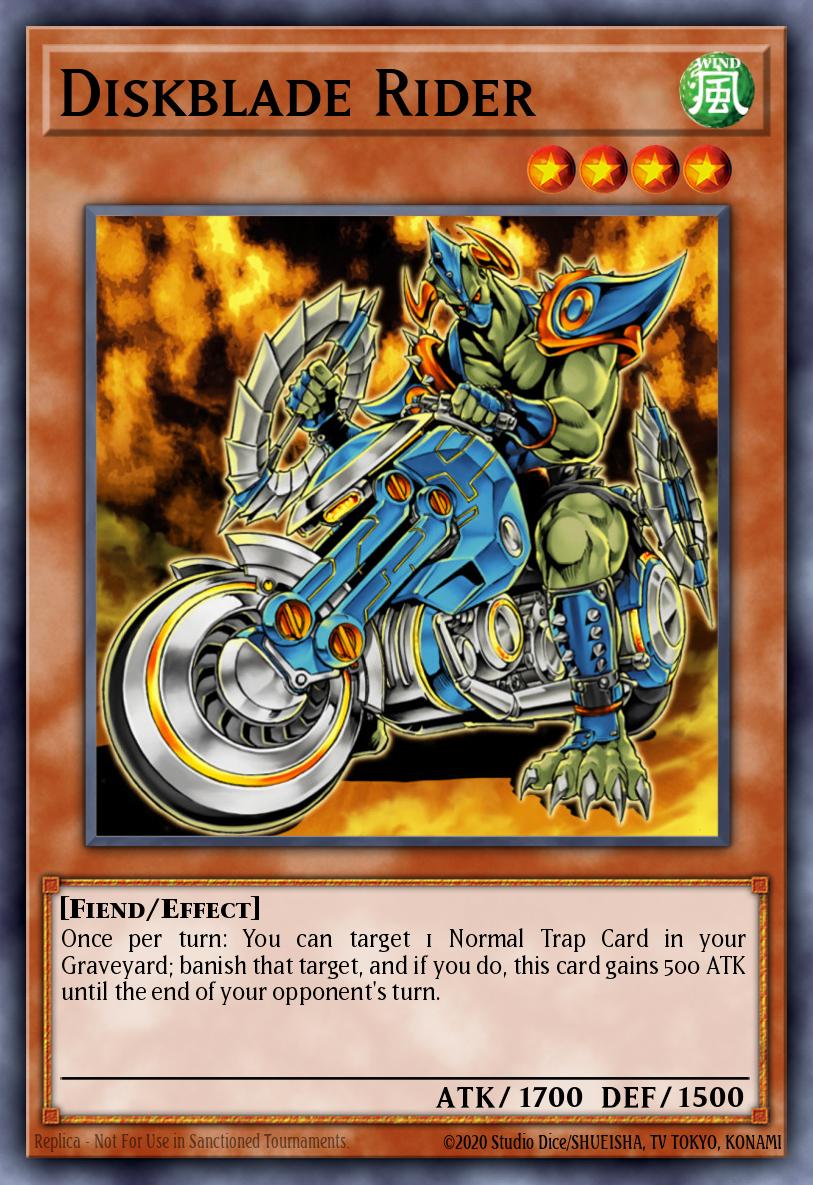 Diskblade Rider
WIND
風
[Fiend/Effect]
Once per turn: You can target 1 Normal Trap Card in your
Graveyard; banish that target, and if you do, this card gains 500 ATK
until the end of your opponent's turn.
ATK/ 1700 DEF/ 1500
Replica - Not For Use in Sanctioned Tournaments.
©2020 Studio Dice/SHUEISHA, TV TOKYO, KONAMI